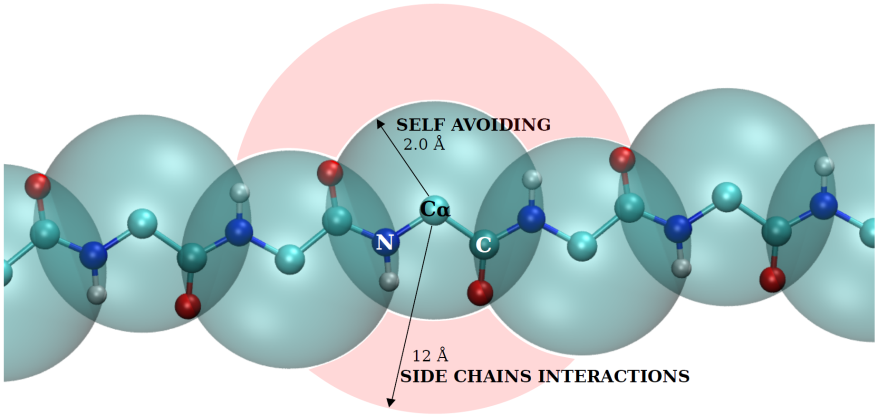 SELF AVOIDING
2.0 Å
Cα
N
C
12 Å
SIDE CHAINS INTERACTIONS